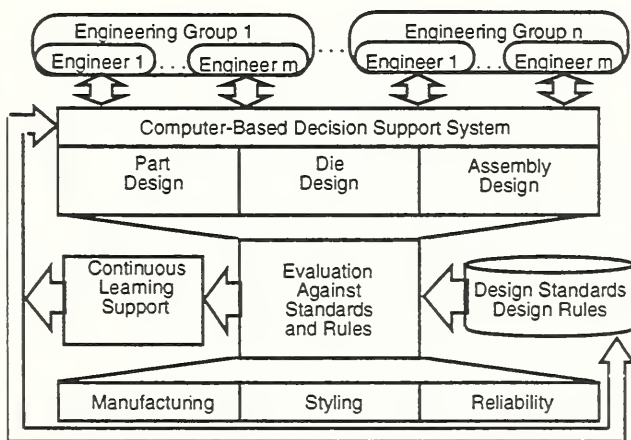 Engineering Group 1
Engineering Group n
Engineer 1 ... Engineer m ... Engineer 1 ... Engineer m
Computer-Based Decision Support System
Part
Design
Die
Design
Assembly
Design
Continuous
Learning
Support
Evaluation
Against
Standards
and Rules
Design Standards
Design Rules
Manufacturing
Styling
Reliability